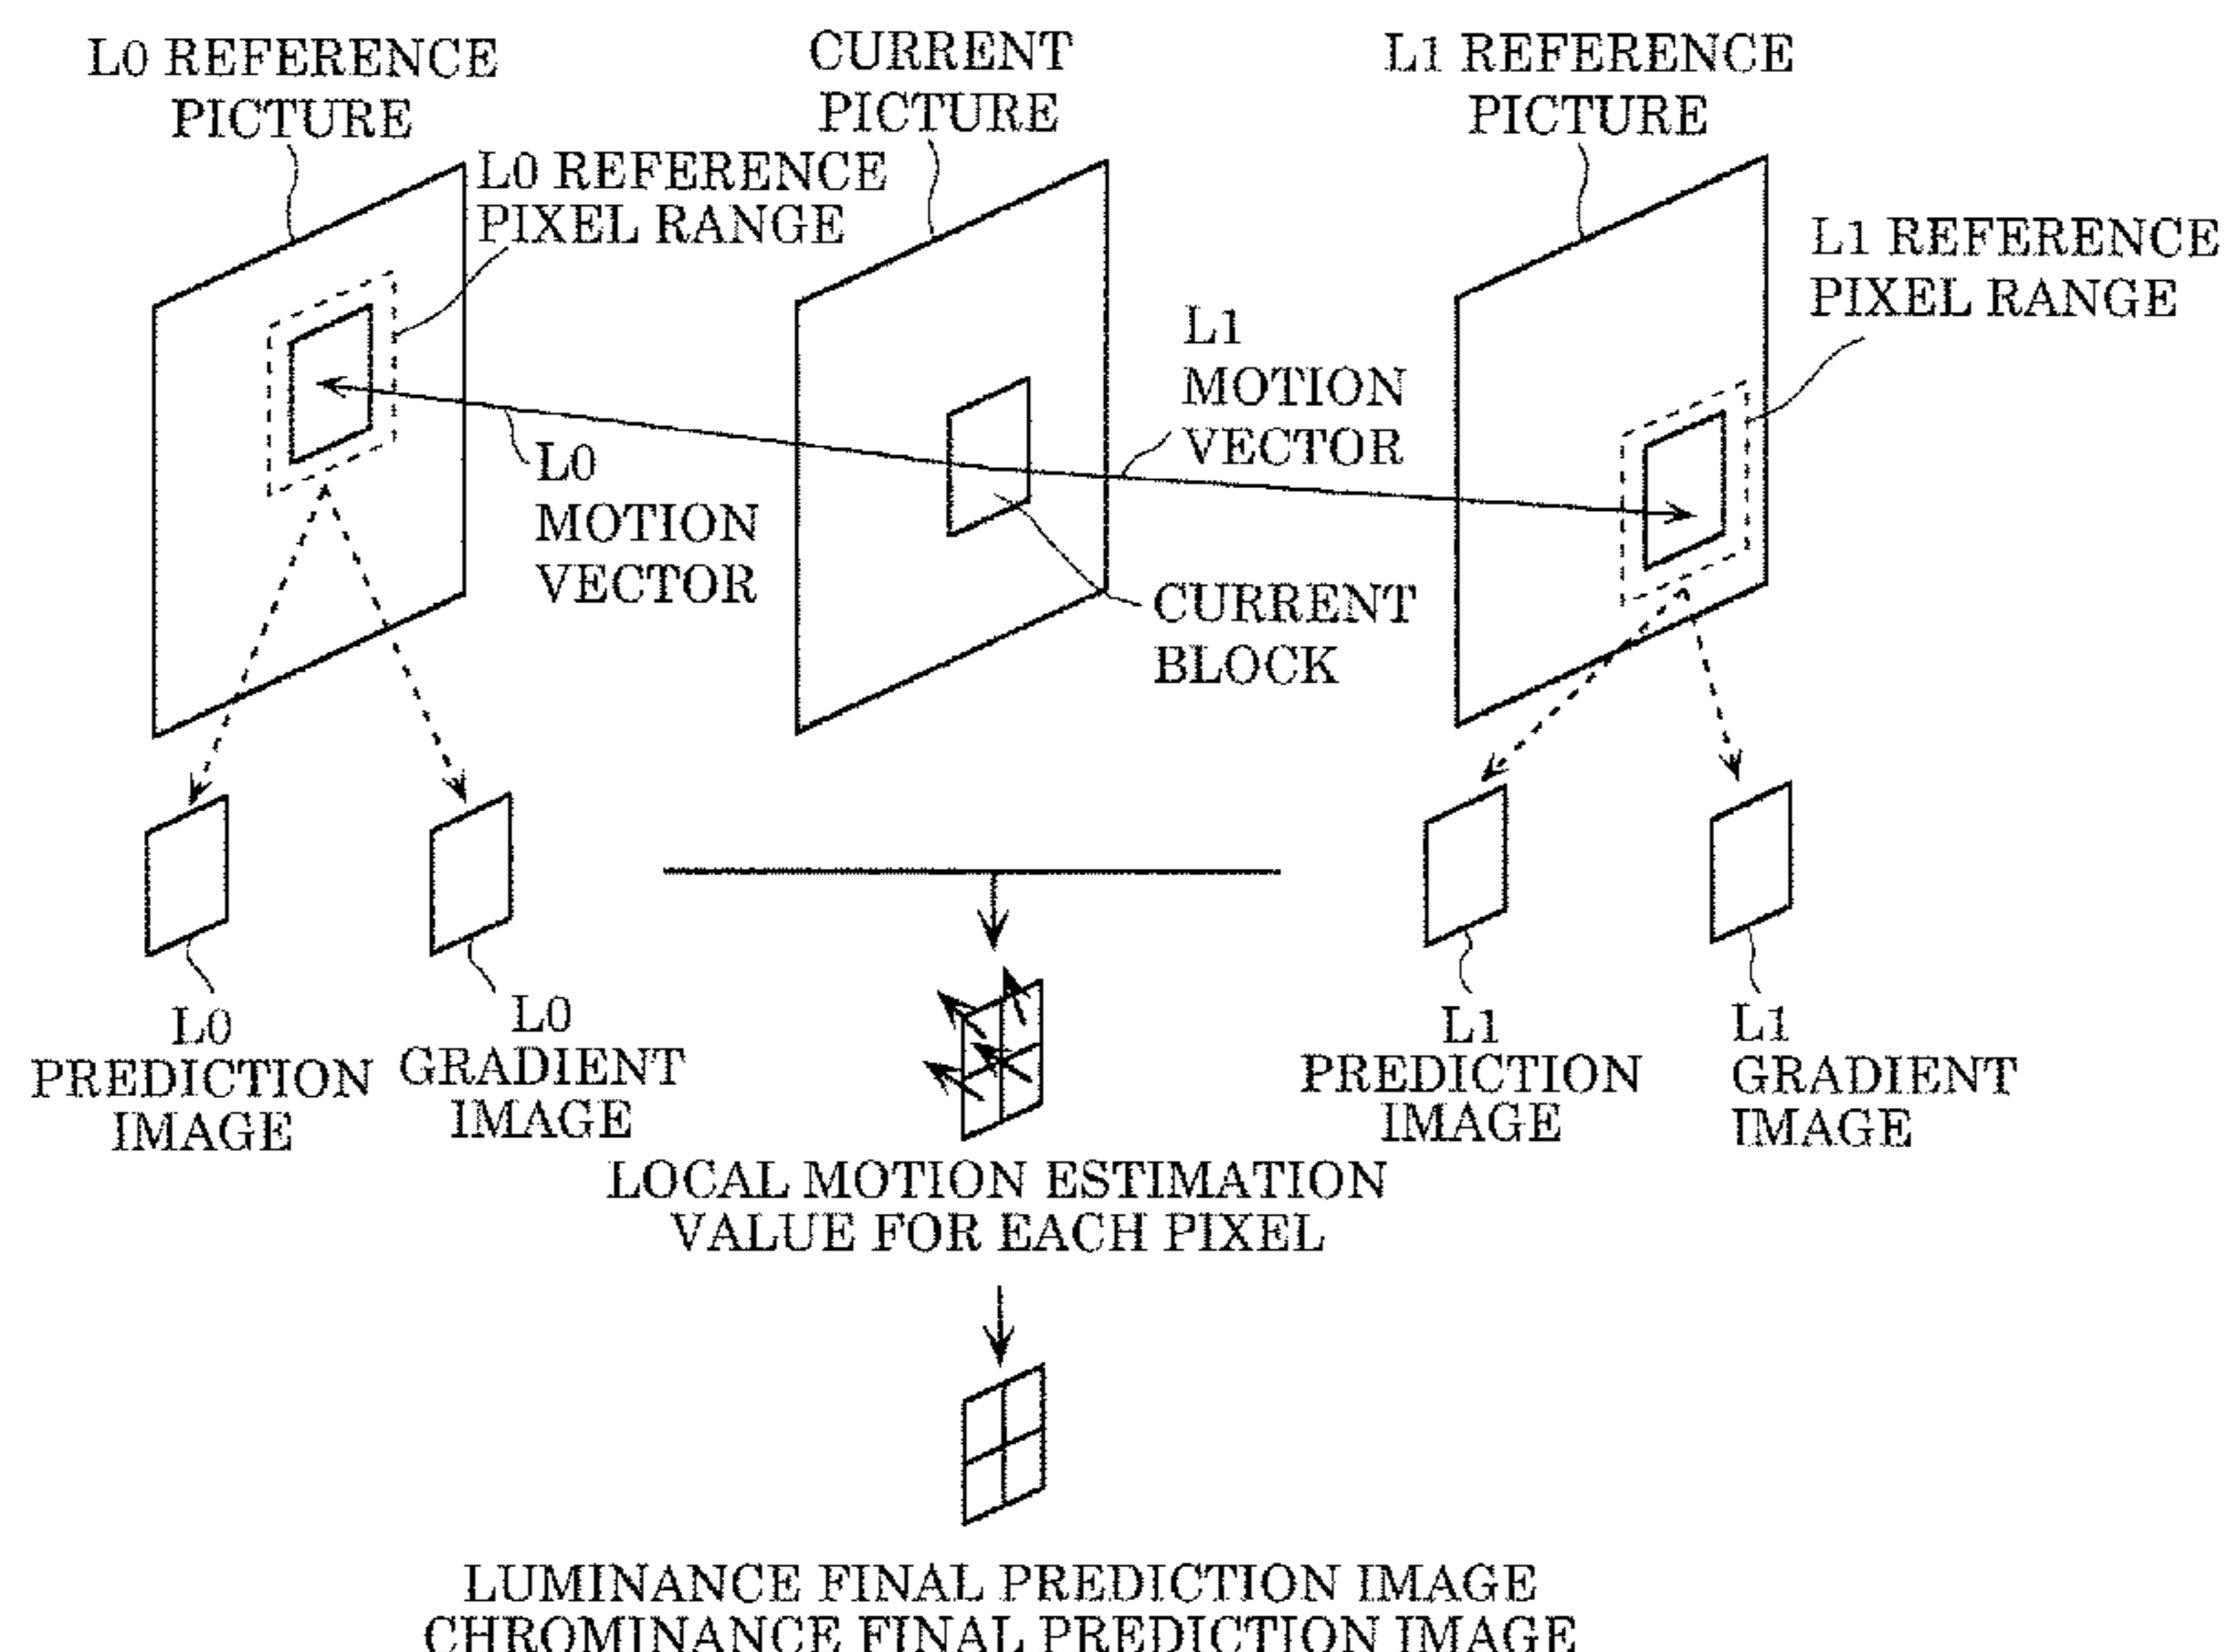 L0 REFERENCE
PICTURE
CURRENT
PICTURE
L1 REFERENCE
PICTURE
L0 REFERENCE
PIXEL RANGE
L1 REFERENCE
PIXEL RANGE
L1
MOTION
VECTOR
L0
MOTION
VECTOR
CURRENT
BLOCK
L0
PREDICTION
IMAGE
L0
GRADIENT
IMAGE
L1
PREDICTION
IMAGE
L1
GRADIENT
IMAGE
LOCAL MOTION ESTIMATION
VALUE FOR EACH PIXEL
LUMINANCE FINAL PREDICTION IMAGE
CHROMINANCE FINAL PREDICTION IMAGE